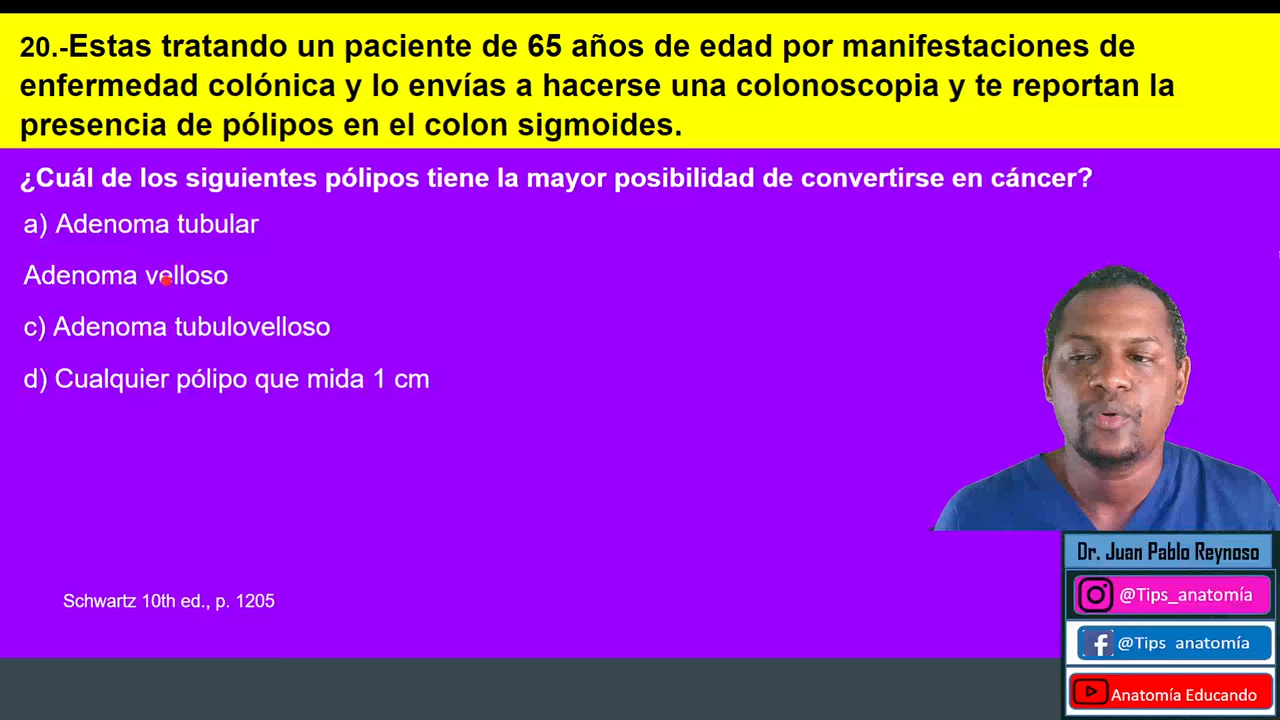 20.-Estas tratando un paciente de 65 años de edad por manifestaciones de
enfermedad colónica y lo envías a hacerse una colonoscopia y te reportan la
presencia de pólipos en el colon sigmoides.
¿Cuál de los siguientes pólipos tiene la mayor posibilidad de convertirse en cáncer?
a) Adenoma tubular
Adenoma velloso
c) Adenoma tubulovelloso
d) Cualquier pólipo que mida 1 cm
Schwartz 10th ed., p. 1205
Dr. Juan Pablo Reynoso
@Tips_anatomía
@Tips anatomía
Anatomía Educando